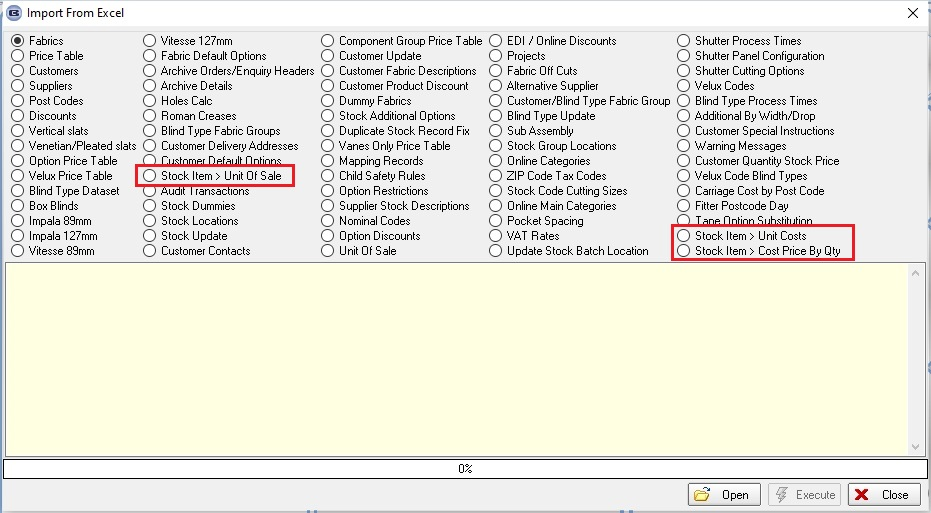 Import From Excel
Fabrics
Price Table
Customers
Suppliers
Post Codes
Discounts
Vertical slats
Venetian/Pleated slats
Option Price Table
Velux Price Table
Blind Type Dataset
Box Blinds
Impala 89mm
Impala 127mm
Vitesse 89mm
Vitesse 127mm
Fabric Default Options
Archive Orders/Enquiry Headers
Archive Details
Holes Calc
Roman Creases
Blind Type Fabric Groups
Customer Delivery Addresses
Customer Default Options
Stock Item > Unit Of Sale
Audit Transactions
Stock Dummies
Stock Locations
Stock Update
Customer Contacts
Component Group Price Table
Customer Update
Customer Fabric Descriptions
Customer Product Discount
Dummy Fabrics
Stock Additional Options
Duplicate Stock Record Fix
Vanes Only Price Table
Mapping Records
Child Safety Rules
Option Restrictions
Supplier Stock Descriptions
Nominal Codes
Option Discounts
Unit Of Sale
EDI / Online Discounts
Projects
Fabric Off Cuts
Alternative Supplier
Customer/Blind Type Fabric Group
Blind Type Update
Sub Assembly
Stock Group Locations
Online Categories
ZIP Code Tax Codes
Stock Code Cutting Sizes
Online Main Categories
Pocket Spacing
VAT Rates
Update Stock Batch Location
Shutter Process Times
Shutter Panel Configuration
Shutter Cutting Options
Velux Codes
Blind Type Process Times
Additional By Width/Drop
Customer Special Instructions
Warning Messages
Customer Quantity Stock Price
Velux Code Blind Types
Carriage Cost by Post Code
Fitter Postcode Day
Tape Option Substitution
Stock Item > Unit Costs
Stock Item > Cost Price By Qty
0%
Open
Execute
Close